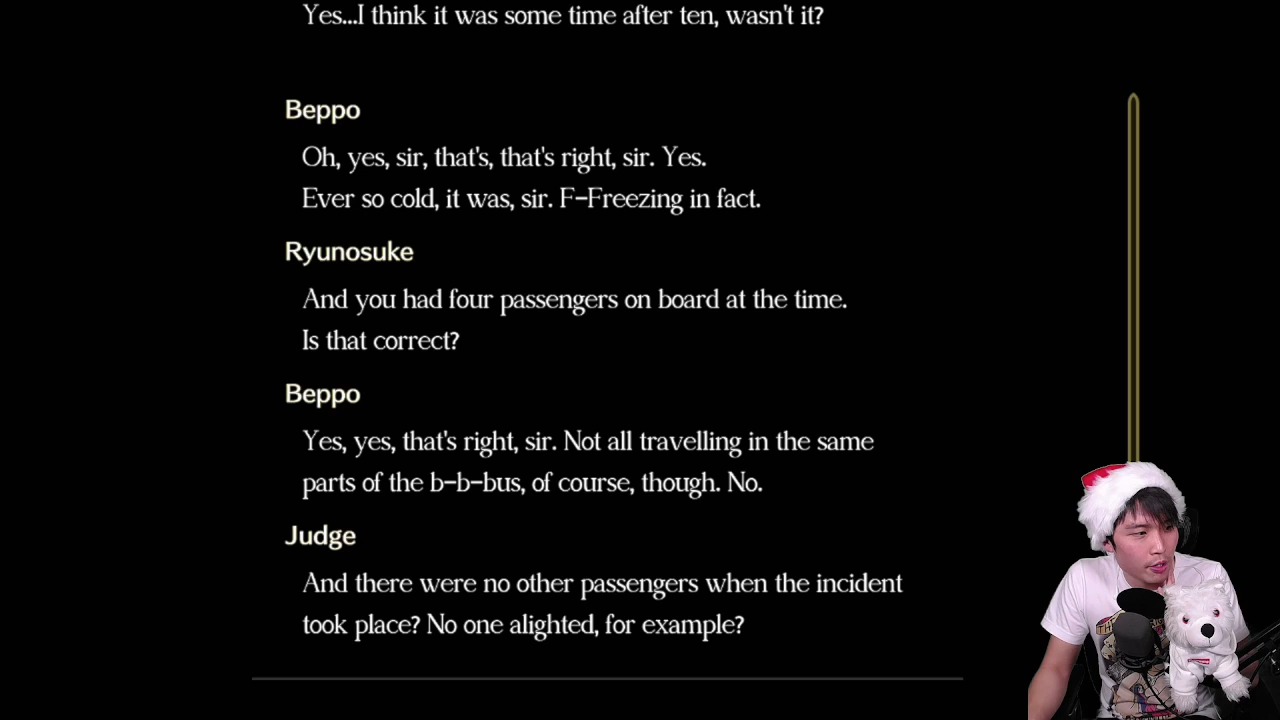 Yes...I think it was some time after ten, wasn't it?
Beppo
Oh, yes, sir, that's, that's right, sir. Yes.
Ever so cold, it was, sir. F-Freezing in fact.
Ryunosuke
And you had four passengers on board at the time.
Is that correct?
Beppo
Yes, yes, that's right, sir. Not all travelling in the same
parts of the b-b-bus, of course, though. No.
Judge
And there were no other passengers when the incident
took place? No one alighted, for example?